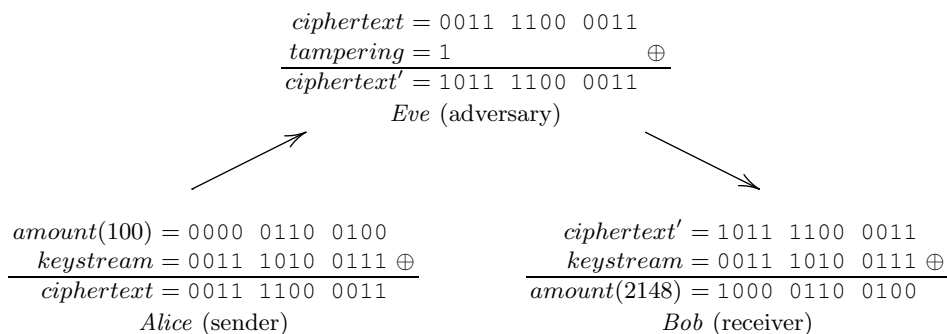 ciphertext = 0011 1100 0011
tampering = 1 ⊕
ciphertext′ = 1011 1100 0011
Eve (adversary)
amount(100) = 0000 0110 0100
keystream = 0011 1010 0111 ⊕
ciphertext = 0011 1100 0011
Alice (sender)
ciphertext′ = 1011 1100 0011
keystream = 0011 1010 0111 ⊕
amount(2148) = 1000 0110 0100
Bob (receiver)